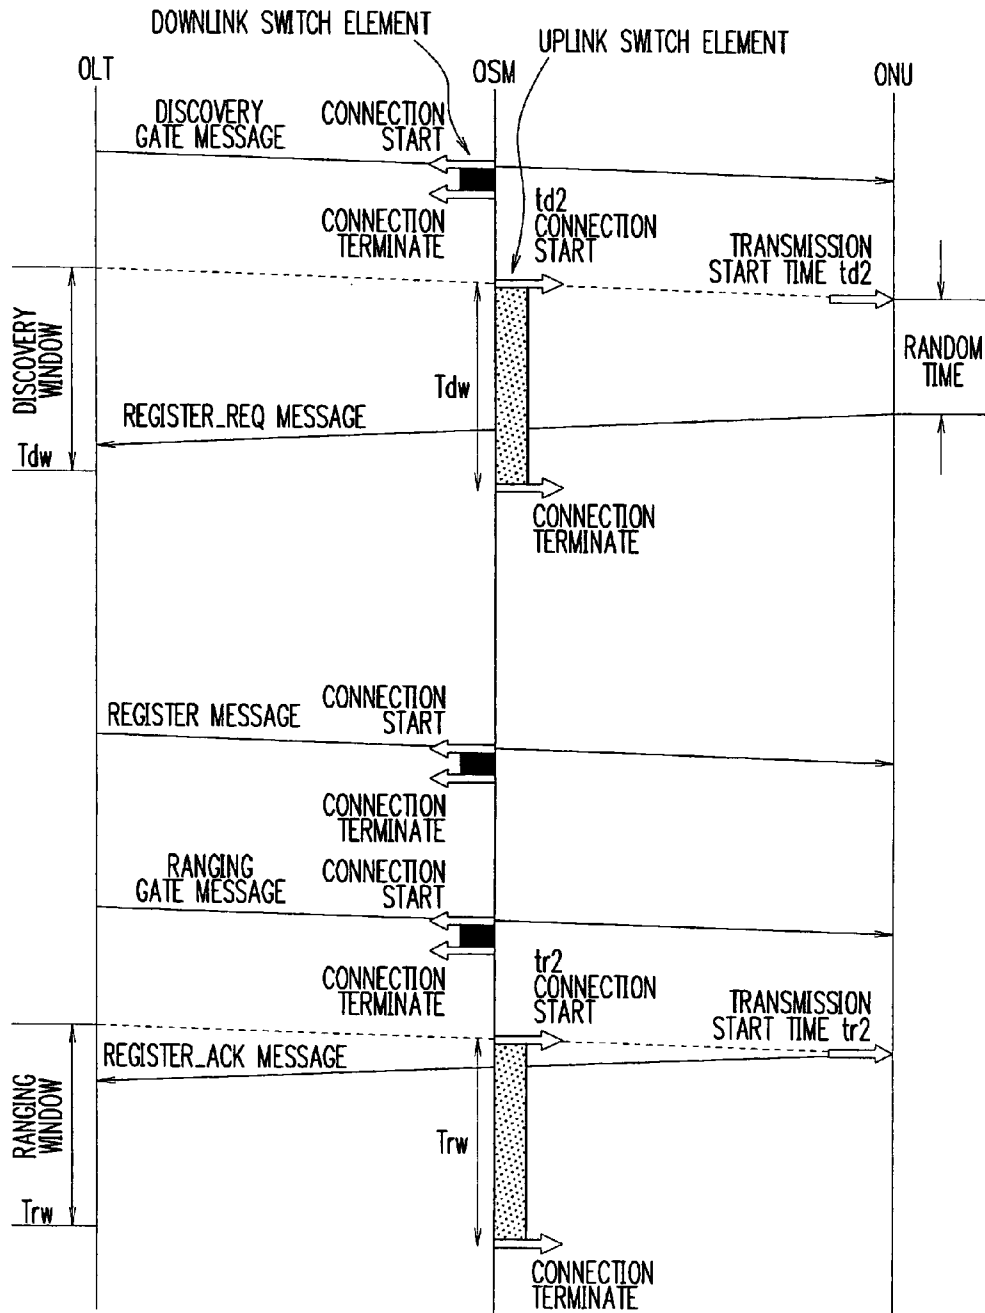 DOWNLINK SWITCH ELEMENT
UPLINK SWITCH ELEMENT
OLT
OSM
ONU
DISCOVERY
GATE MESSAGE
CONNECTION
START
CONNECTION
TERMINATE
td2
CONNECTION
START
TRANSMISSION
START TIME td2
DISCOVERY
WINDOW
Tdw
RANDOM
TIME
REGISTER_REQ MESSAGE
Tdw
CONNECTION
TERMINATE
REGISTER MESSAGE
CONNECTION
START
CONNECTION
TERMINATE
RANGING
GATE MESSAGE
CONNECTION
START
CONNECTION
TERMINATE
tr2
CONNECTION
START
TRANSMISSION
START TIME tr2
REGISTER_ACK MESSAGE
RANGING
WINDOW
Trw
Trw
CONNECTION
TERMINATE